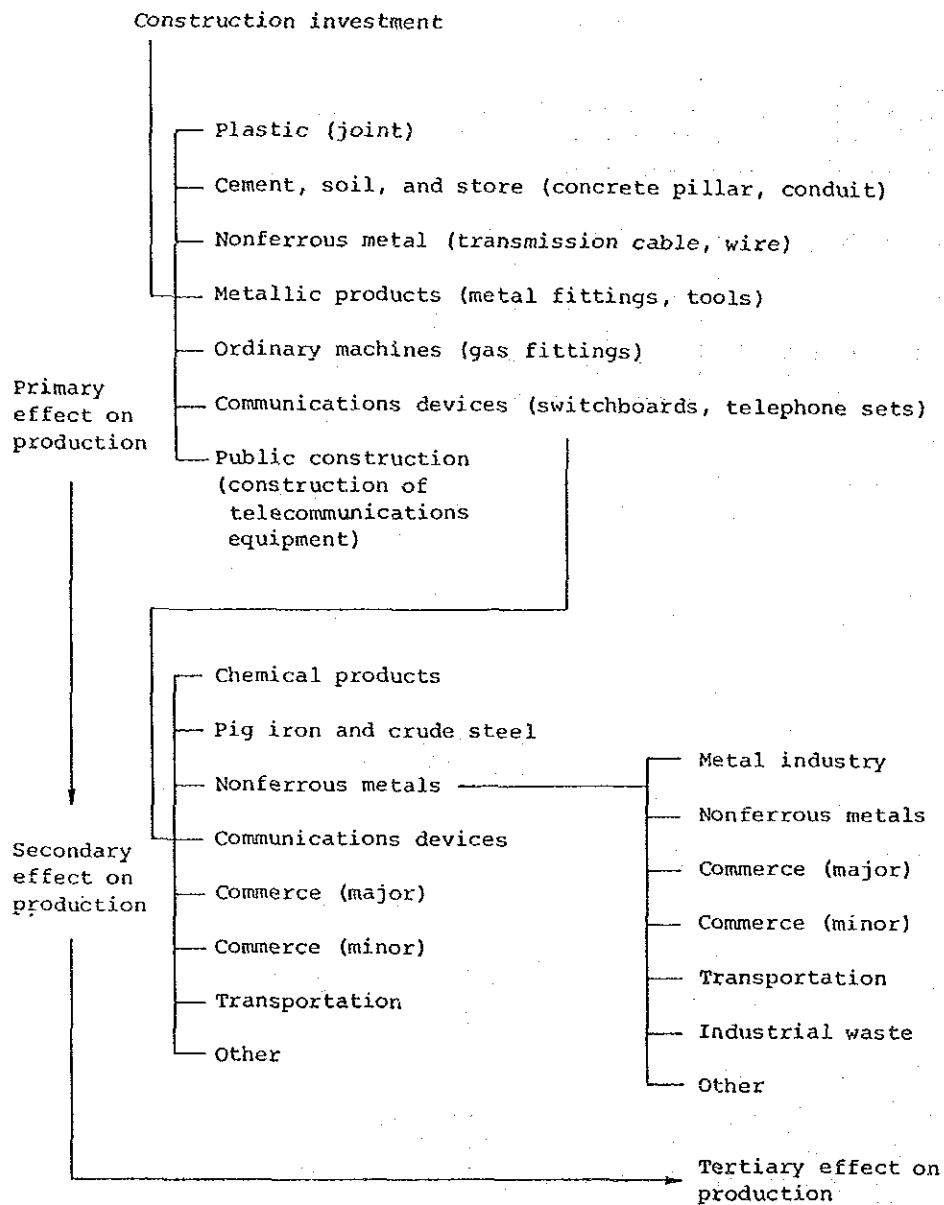 Construction investment
Plastic (joint)
Cement, soil, and store (concrete pillar, conduit)
Nonferrous metal (transmission cable, wire)
Metallic products (metal fittings, tools)
Ordinary machines (gas fittings)
Communications devices (switchboards, telephone sets)
Public construction
(construction of
telecommunications
equipment)
Primary
effect on
production
Chemical products
Pig iron and crude steel
Nonferrous metals
Communications devices
Commerce (major)
Commerce (minor)
Transportation
Other
Secondary
effect on
production
Metal industry
Nonferrous metals
Commerce (major)
Commerce (minor)
Transportation
Industrial waste
Other
Tertiary effect on
production